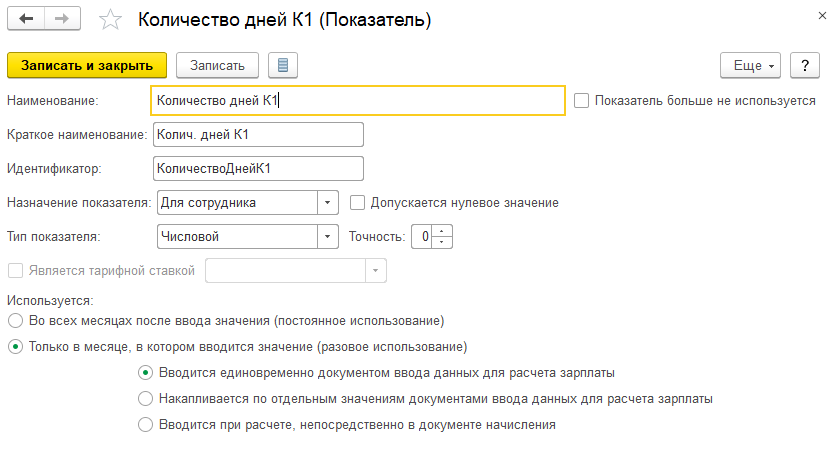 Количество дней К1 (Показатель)
Записать и закрыть Записать Еще ?
Наименование: Количество дней К1 Показатель больше не используется
Краткое наименование: Колич. дней К1
Идентификатор: КоличествоДнейК1
Назначение показателя: Для сотрудника Допускается нулевое значение
Тип показателя: Числовой Точность: 0
Является тарифной ставкой
Используется:
Во всех месяцах после ввода значения (постоянное использование)
Только в месяце, в котором вводится значение (разовое использование)
Вводится единовременно документом ввода данных для расчета зарплаты
Накапливается по отдельным значениям документами ввода данных для расчета зарплаты
Вводится при расчете, непосредственно в документе начисления